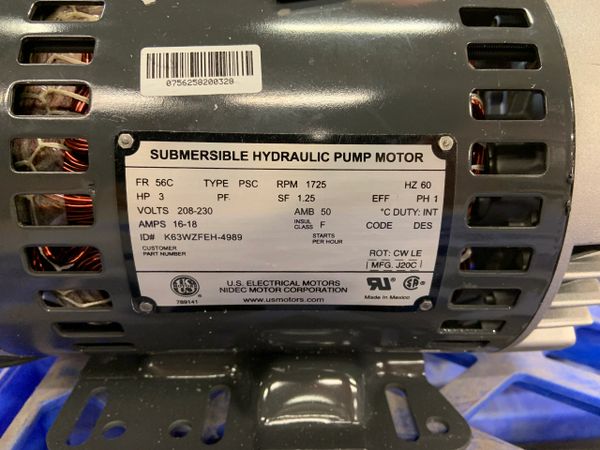 0756258200328
SUBMERSIBLE HYDRAULIC PUMP MOTOR
FR 56C TYPE PSC RPM 1725 HZ 60
HP 3 PF SF 1.25 EFF PH 1
VOLTS 208-230 AMB 50 °C DUTY: INT
AMPS 16-18 INSUL CLASS F CODE DES
ID# K63WZFEH-4989 STARTS PER HOUR
CUSTOMER PART NUMBER
ROT: CW LE
MFG. J20C
U.S. ELECTRICAL MOTORS
NIDEC MOTOR CORPORATION
www.usmotors.com
789141
Made in Mexico